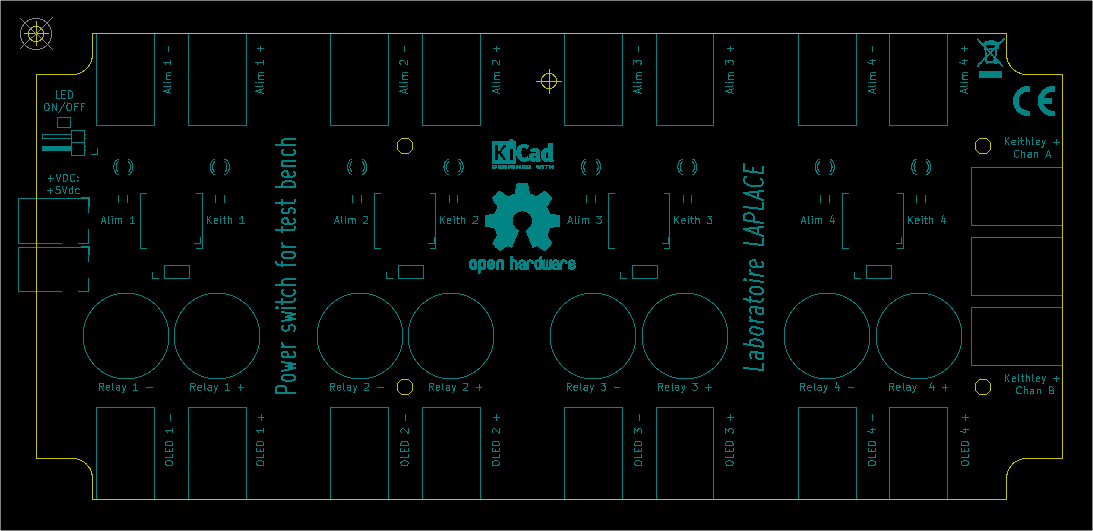 Alim 1 -
Alim 1 +
Alim 2 -
Alim 2 +
Alim 3 -
Alim 3 +
Alim 4 -
Alim 4 +
LED
ON/OFF
CE
KiCad
DESIGNED WITH
Keithley +
Chan A
+VDC:
+5Vdc
Alim 1
Keith 1
Power switch for test bench
Alim 2
Keith 2
open hardware
Alim 3
Keith 3
Laboratoire LAPLACE
Alim 4
Keith 4
Relay 1 -
Relay 1 +
Relay 2 -
Relay 2 +
Relay 3 -
Relay 3 +
Relay 4 -
Relay 4 +
Keithley +
Chan B
OLED 1 -
OLED 1 +
OLED 2 -
OLED 2 +
OLED 3 -
OLED 3 +
OLED 4 -
OLED 4 +